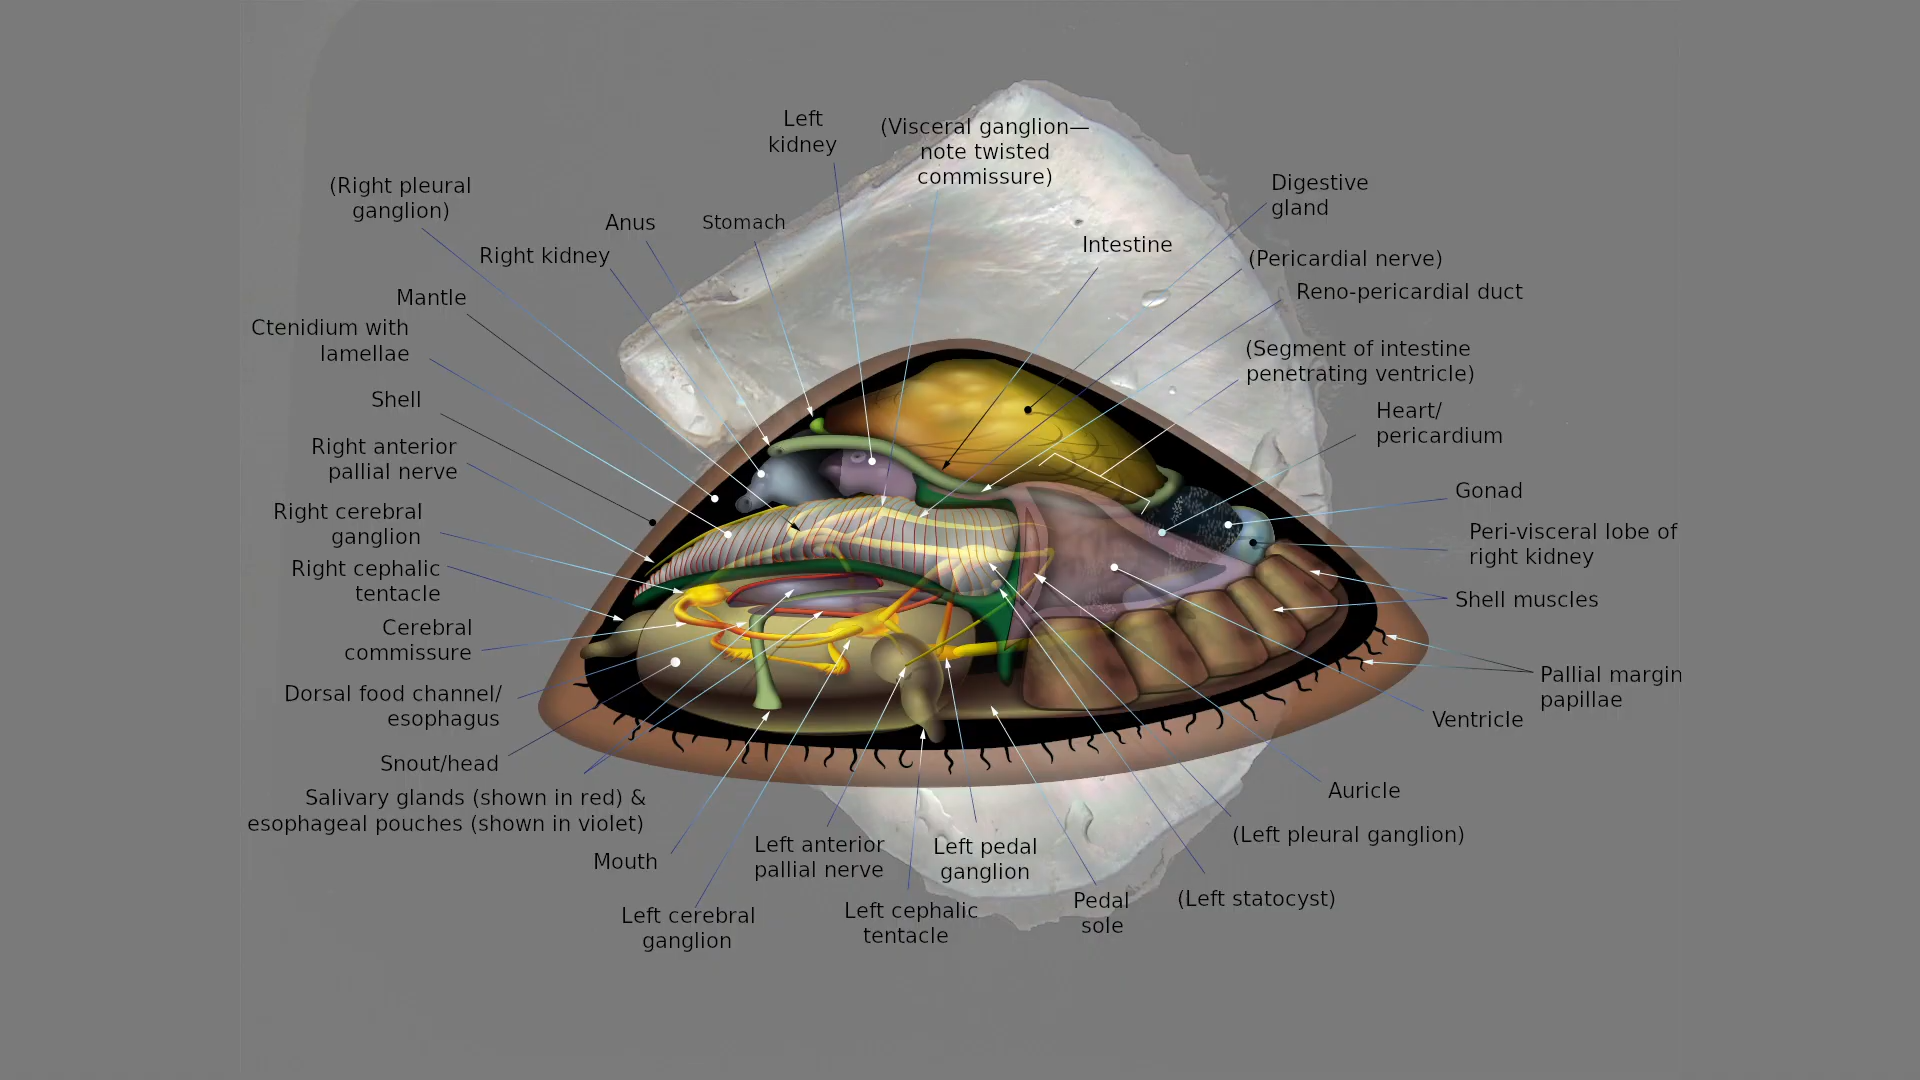 Left
kidney
(Visceral ganglion—
note twisted
commissure)
(Right pleural
ganglion)
Anus
Stomach
Right kidney
Digestive
gland
Intestine
(Pericardial nerve)
Reno-pericardial duct
Mantle
Ctenidium with
lamellae
(Segment of intestine
penetrating ventricle)
Shell
Heart/
pericardium
Right anterior
pallial nerve
Gonad
Right cerebral
ganglion
Peri-visceral lobe of
right kidney
Right cephalic
tentacle
Shell muscles
Cerebral
commissure
Pallial margin
papillae
Dorsal food channel/
esophagus
Ventricle
Snout/head
Salivary glands (shown in red) &
esophageal pouches (shown in violet)
Auricle
Mouth
Left anterior
pallial nerve
Left pedal
ganglion
(Left pleural ganglion)
Left cerebral
ganglion
Left cephalic
tentacle
Pedal
sole
(Left statocyst)